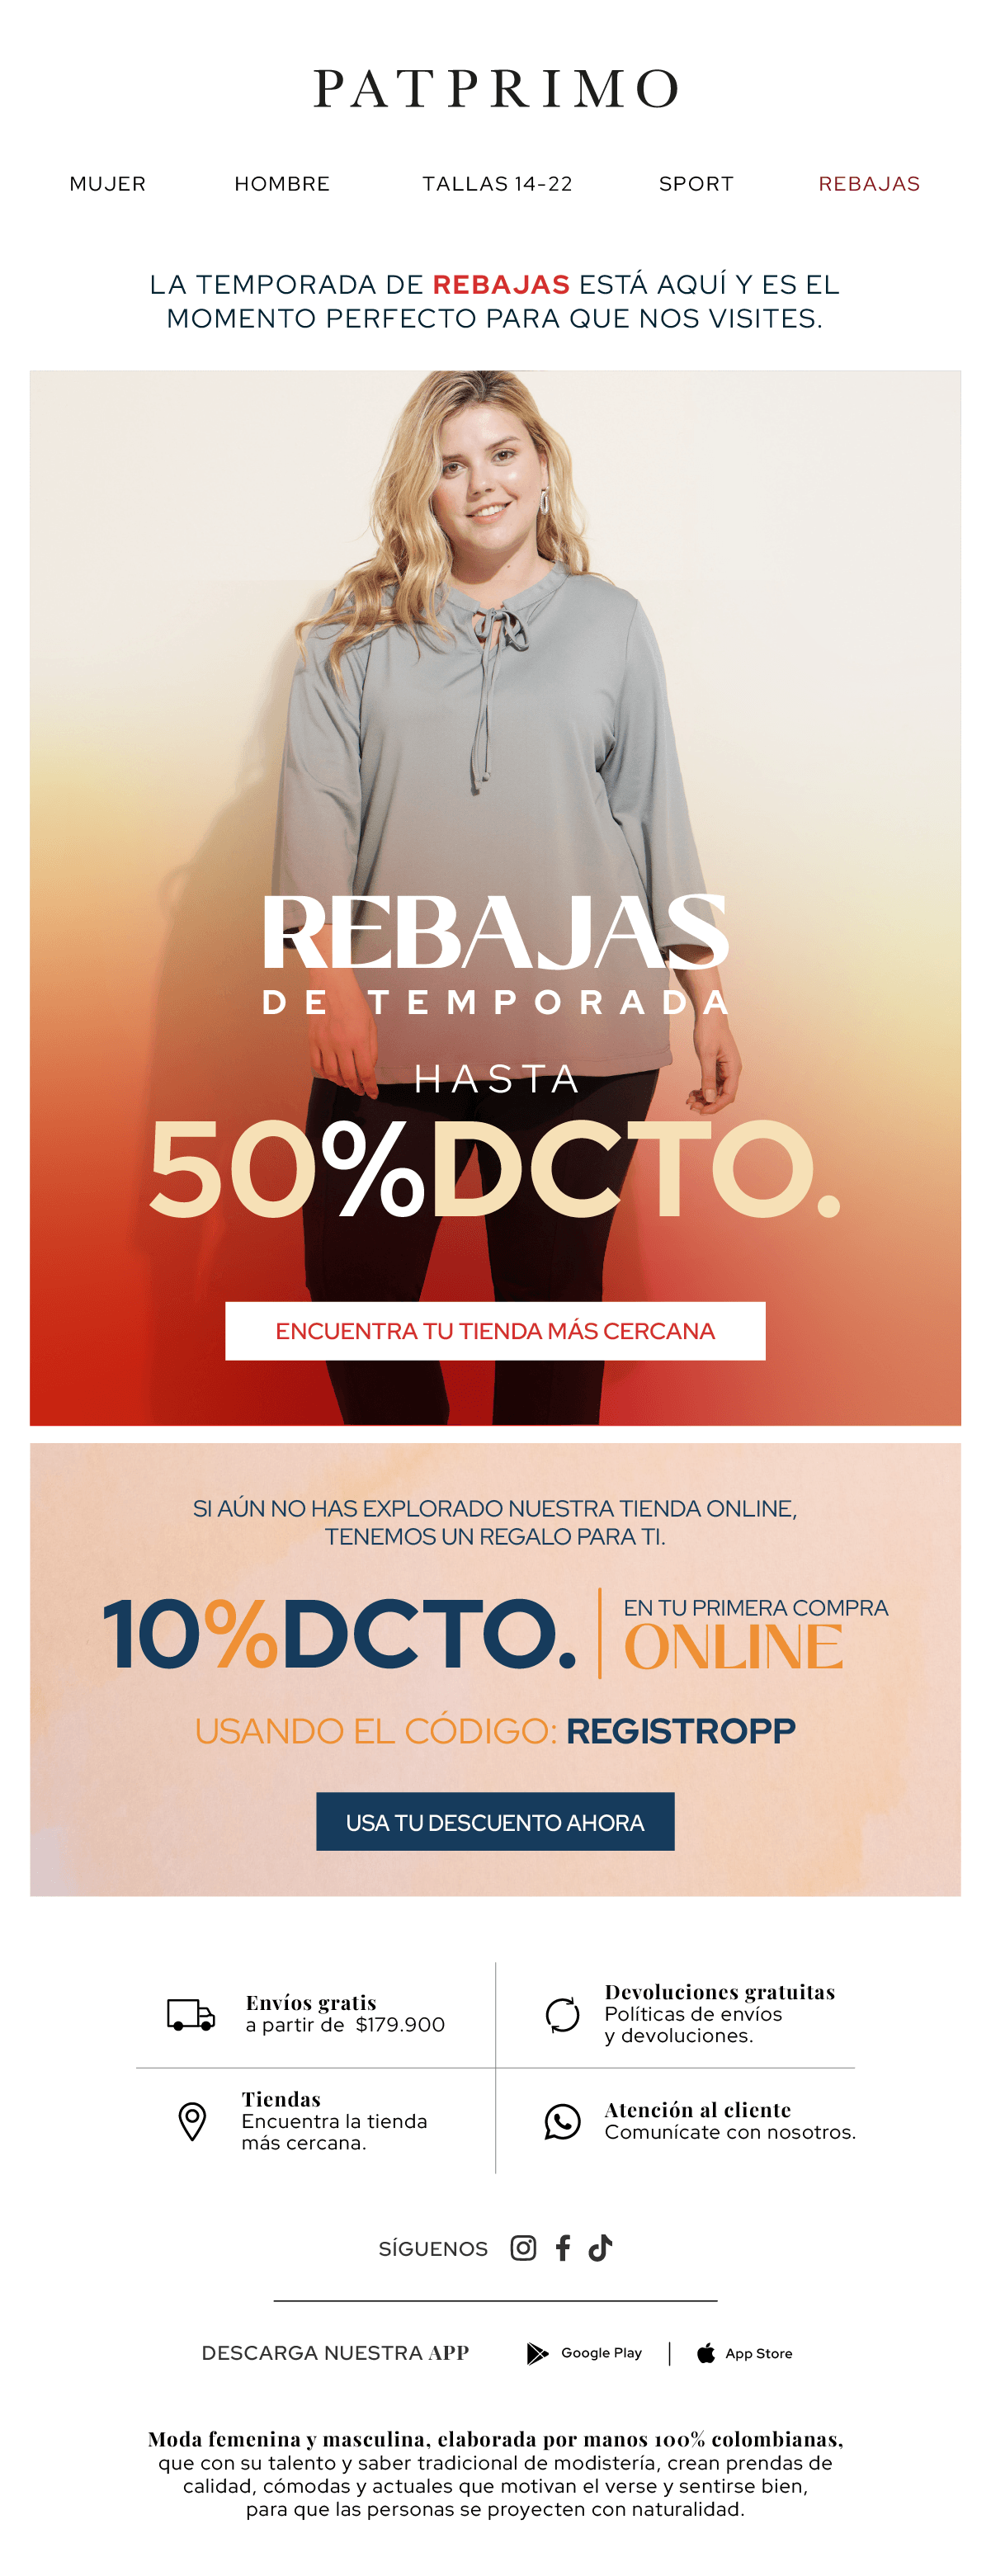 PATPRIMO
MUJER HOMBRE TALLAS 14-22 SPORT REBAJAS
LA TEMPORADA DE REBAJAS ESTÁ AQUÍ Y ES EL
MOMENTO PERFECTO PARA QUE NOS VISITES.
REBAJAS
DE TEMPORADA
HASTA
50%DCTO.
ENCUENTRA TU TIENDA MÁS CERCANA
SI AÚN NO HAS EXPLORADO NUESTRA TIENDA ONLINE,
TENEMOS UN REGALO PARA TI.
10%DCTO.
EN TU PRIMERA COMPRA
ONLINE
USANDO EL CÓDIGO: REGISTROPP
USA TU DESCUENTO AHORA
Envíos gratis
a partir de $179.900
Devoluciones gratuitas
Políticas de envíos
y devoluciones.
Tiendas
Encuentra la tienda
más cercana.
Atención al cliente
Comunícate con nosotros.
SÍGUENOS
DESCARGA NUESTRA APP
Google Play | App Store
Moda femenina y masculina, elaborada por manos 100% colombianas,
que con su talento y saber tradicional de modistería, crean prendas de
calidad, cómodas y actuales que motivan el verse y sentirse bien,
para que las personas se proyecten con naturalidad.